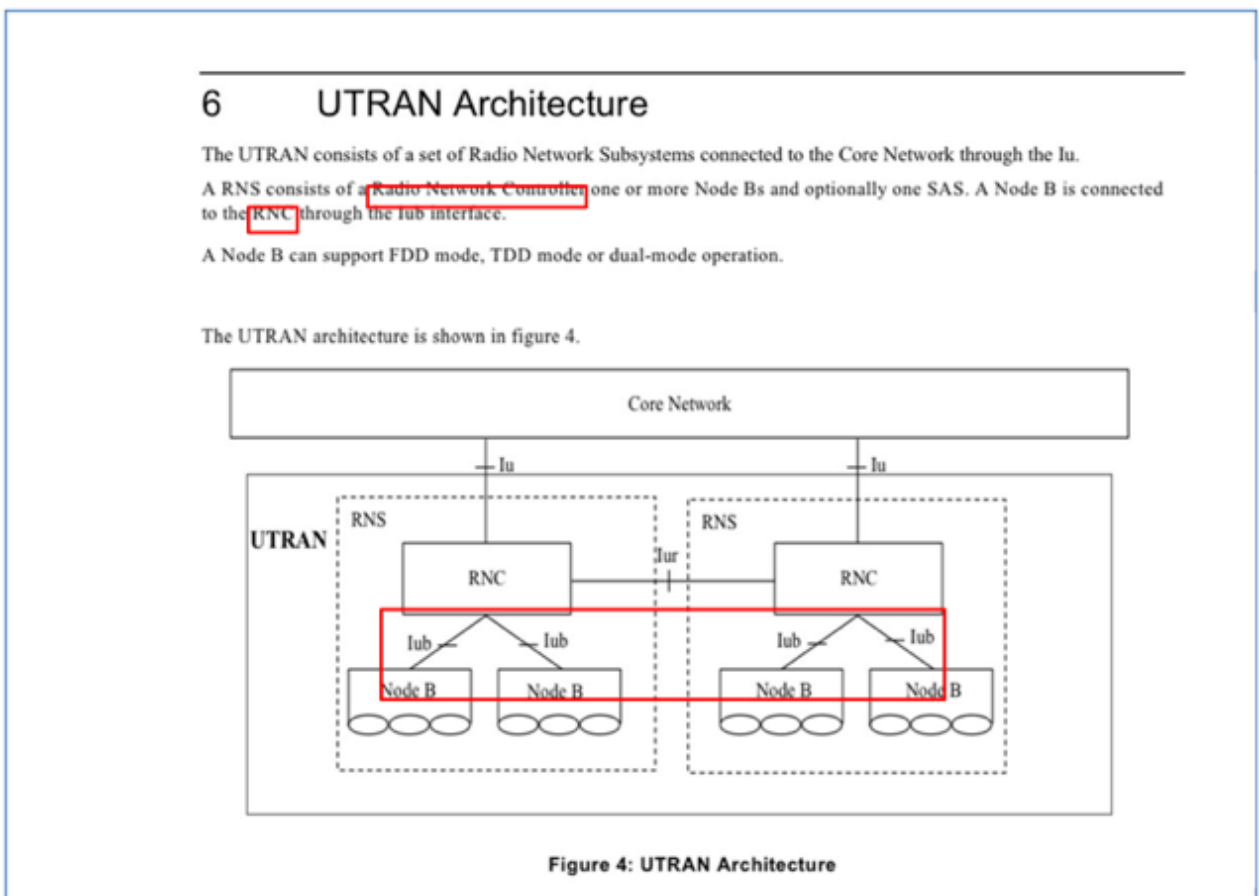 6 UTRAN Architecture
The UTRAN consists of a set of Radio Network Subsystems connected to the Core Network through the Iu.
A RNS consists of a Radio Network Controller one or more Node Bs and optionally one SAS. A Node B is connected
to the RNC through the Iub interface.
A Node B can support FDD mode, TDD mode or dual-mode operation.
The UTRAN architecture is shown in figure 4.
Core Network
Iu Iu
UTRAN RNS RNS
Iur
RNC RNC
Iub Iub Iub Iub
Node B Node B Node B Node B
Figure 4: UTRAN Architecture